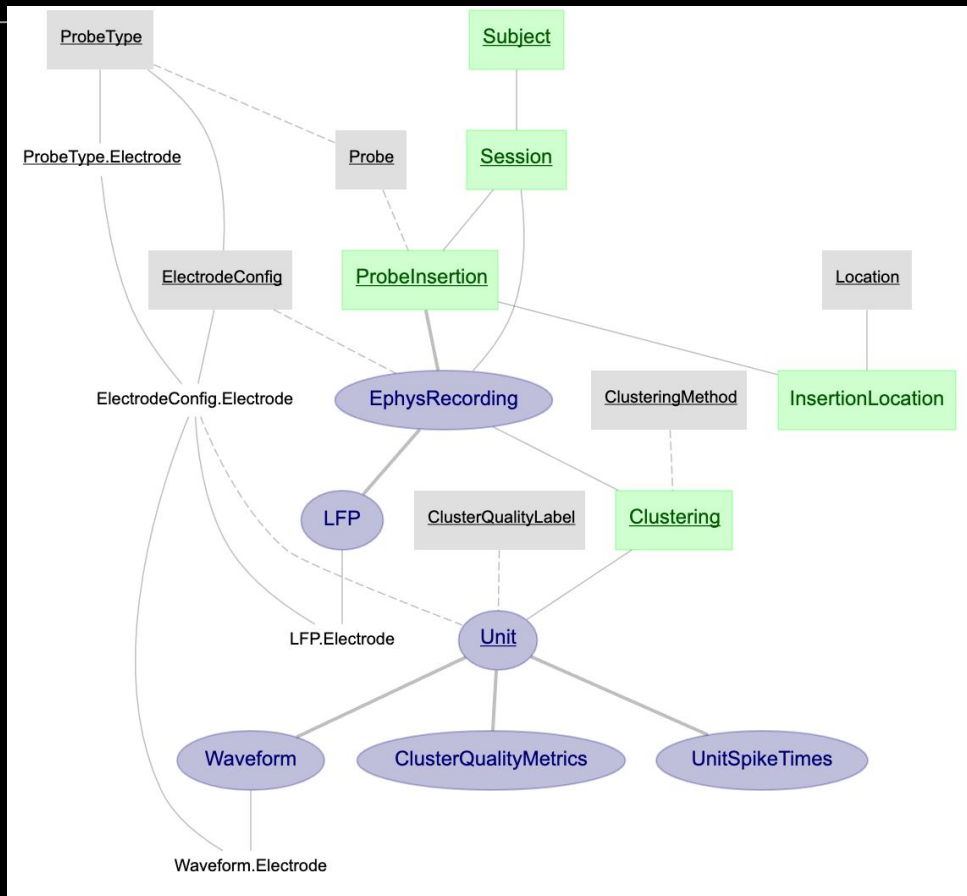 ProbeType
Subject
ProbeType.Electrode
Probe
Session
ElectrodeConfig
ProbeInsertion
Location
ElectrodeConfig.Electrode
EphysRecording
ClusteringMethod
InsertionLocation
LFP
ClusterQualityLabel
Clustering
LFP.Electrode
Unit
Waveform
ClusterQualityMetrics
UnitSpikeTimes
Waveform.Electrode